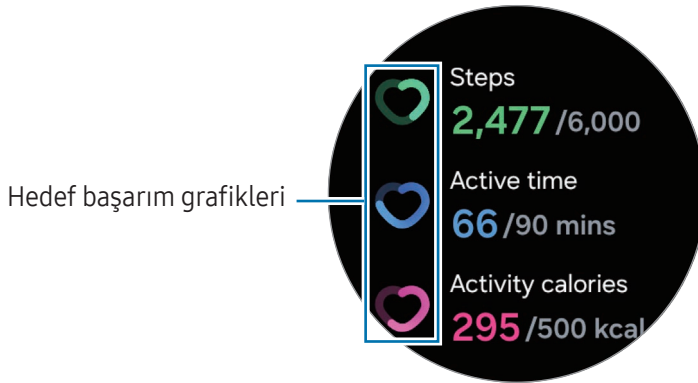 Steps
2,477/6,000
Hedef başarım grafikleri
Active time
66/90 mins
Activity calories
295/500 kcal